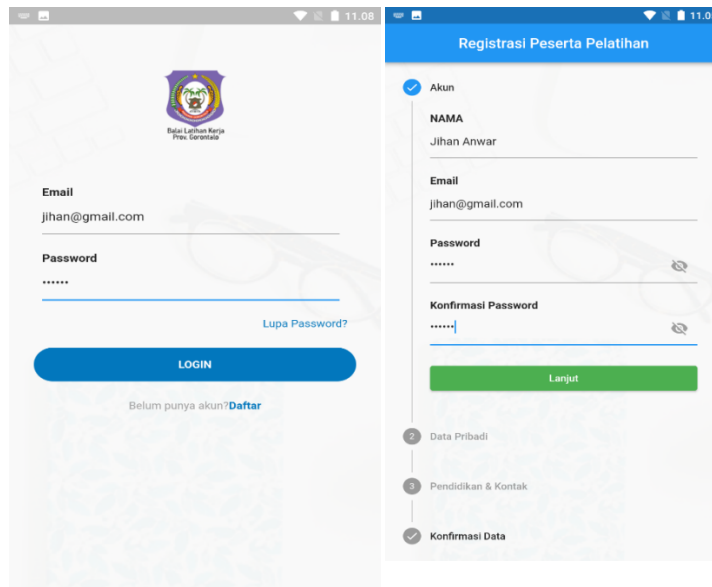 11.08
Balai Latihan Kerja
Prov. Gorontalo
Email
jihan@gmail.com
Password
••••••
Lupa Password?
LOGIN
Belum punya akun?Daftar
11.0
Registrasi Peserta Pelatihan
Akun
NAMA
Jihan Anwar
Email
jihan@gmail.com
Password
••••••
Konfirmasi Password
••••••
Lanjut
2 Data Pribadi
3 Pendidikan & Kontak
Konfirmasi Data